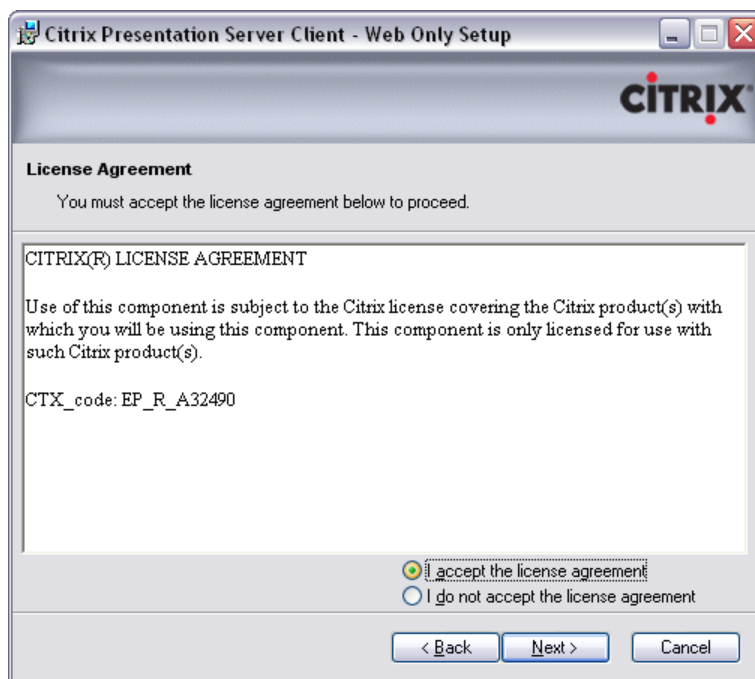 Citrix Presentation Server Client - Web Only Setup
CİTRIX®
License Agreement
You must accept the license agreement below to proceed.
CITRIX(R) LICENSE AGREEMENT
Use of this component is subject to the Citrix license covering the Citrix product(s) with
which you will be using this component. This component is only licensed for use with
such Citrix product(s).
CTX_code: EP_R_A32490
I accept the license agreement
I do not accept the license agreement
< Back
Next >
Cancel